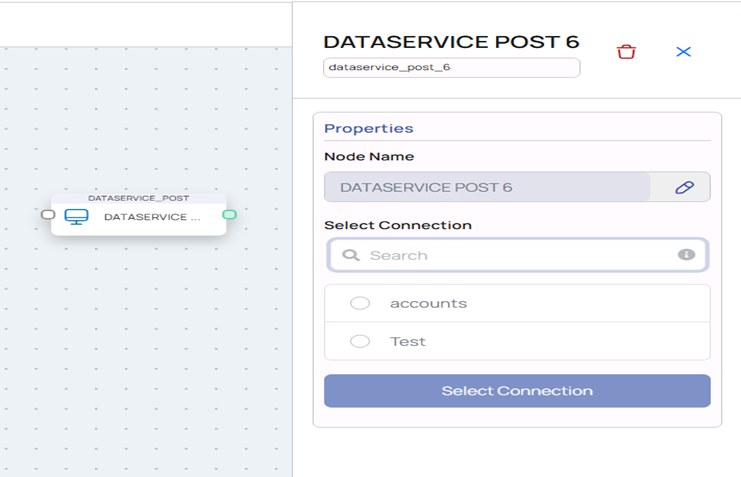 DATASERVICE POST 6
dataservice_post_6
Properties
Node Name
DATASERVICE POST 6
Select Connection
Search
accounts
Test
Select Connection
DATASERVICE_POST
DATASERVICE ...